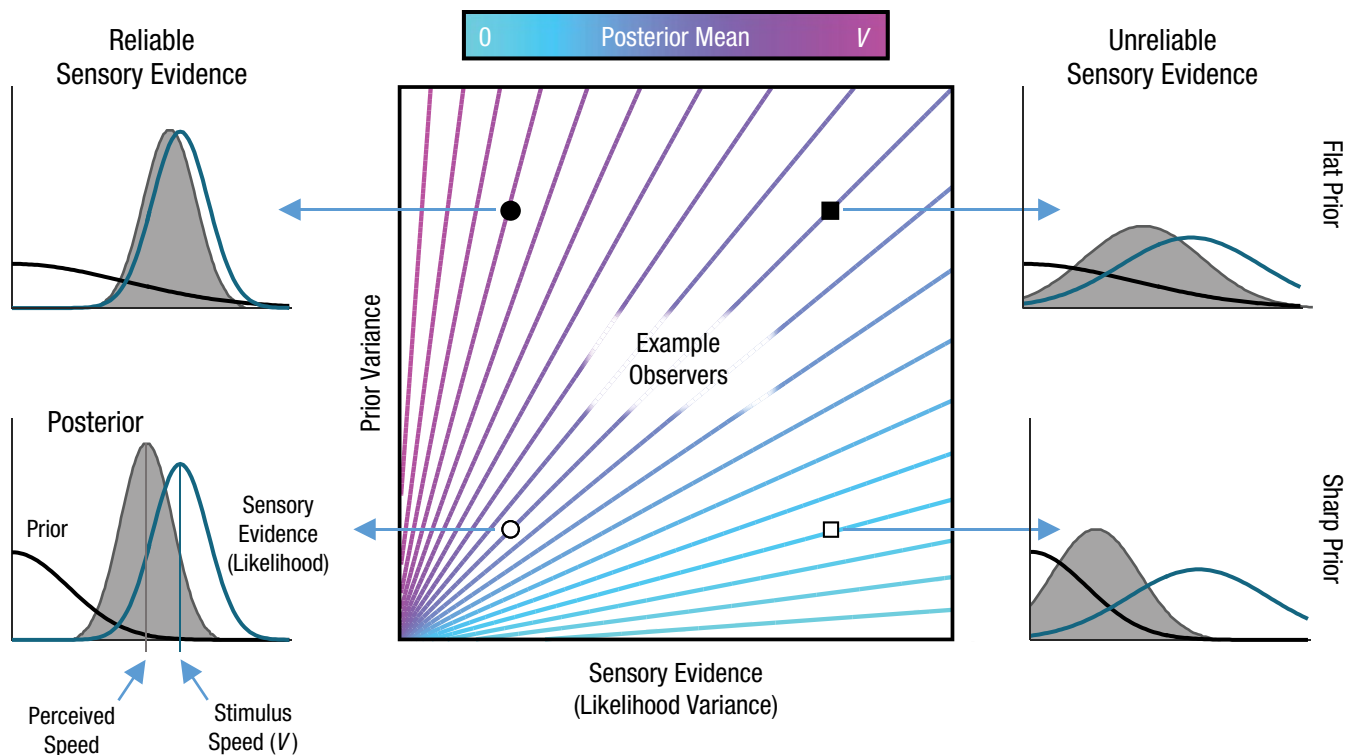 Reliable
Sensory Evidence
0 Posterior Mean V
Unreliable
Sensory Evidence
Flat Prior
Prior Variance
Example
Observers
Posterior
Prior
Sensory
Evidence
(Likelihood)
Sharp Prior
Perceived
Speed
Stimulus
Speed (V)
Sensory Evidence
(Likelihood Variance)